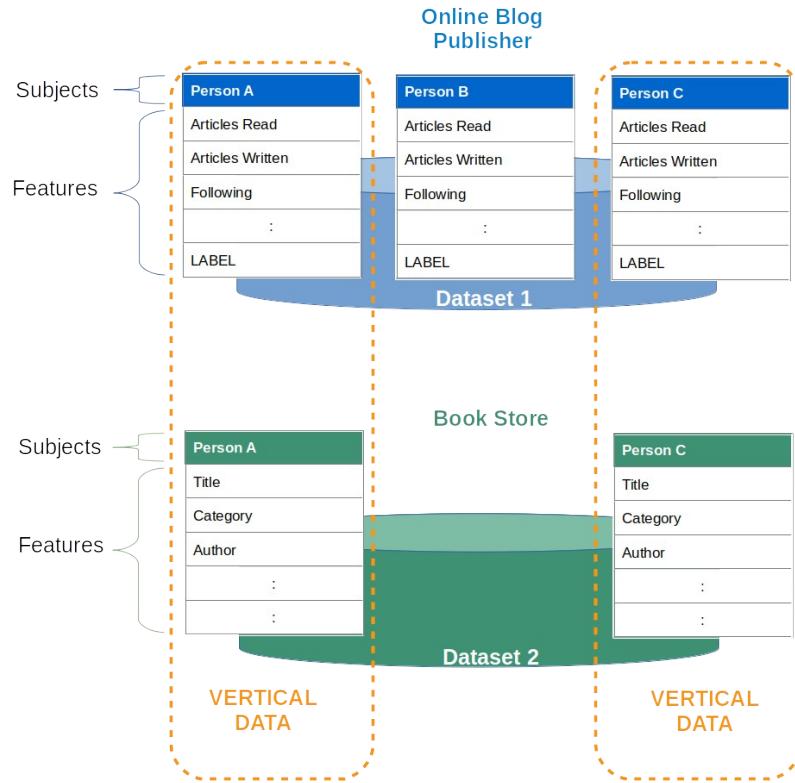 Online Blog
Publisher
Subjects
Person A
Person B
Person C
Features
Articles Read
Articles Written
Following
:
LABEL
Articles Read
Articles Written
Following
:
LABEL
Articles Read
Articles Written
Following
:
LABEL
Dataset 1
Book Store
Subjects
Person A
Person C
Features
Title
Category
Author
:
:
Title
Category
Author
:
:
Dataset 2
VERTICAL
DATA
VERTICAL
DATA